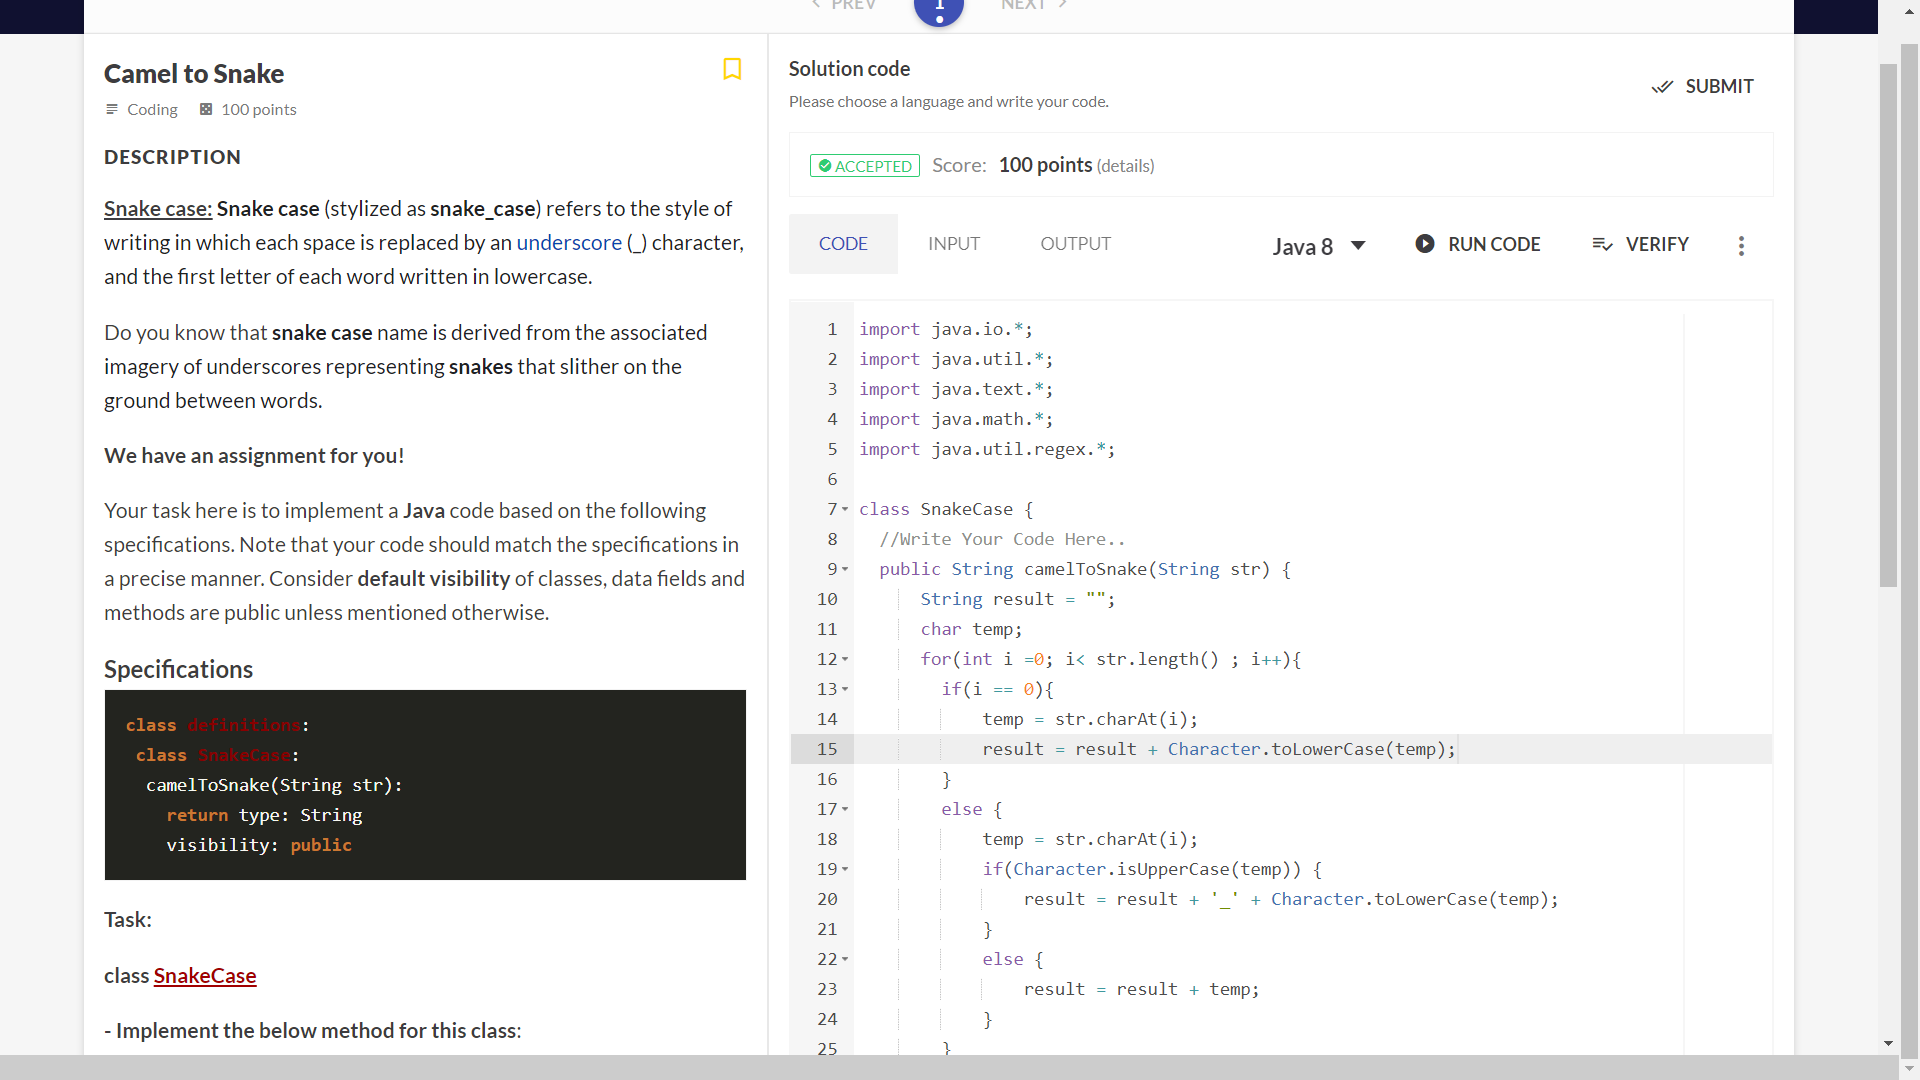 PREV
1
NEXT
Camel to Snake
Coding 100 points
DESCRIPTION
Snake case: Snake case (stylized as snake_case) refers to the style of
writing in which each space is replaced by an underscore (_) character,
and the first letter of each word written in lowercase.
Do you know that snake case name is derived from the associated
imagery of underscores representing snakes that slither on the
ground between words.
We have an assignment for you!
Your task here is to implement a Java code based on the following
specifications. Note that your code should match the specifications in
a precise manner. Consider default visibility of classes, data fields and
methods are public unless mentioned otherwise.
Specifications
class definitions:
class SnakeCase:
camelToSnake(String str):
return type: String
visibility: public
Task:
class SnakeCase
- Implement the below method for this class:
Solution code
Please choose a language and write your code.
SUBMIT
ACCEPTED Score: 100 points (details)
CODE INPUT OUTPUT Java 8 RUN CODE VERIFY
1 import java.io.*;
2 import java.util.*;
3 import java.text.*;
4 import java.math.*;
5 import java.util.regex.*;
6
7 class SnakeCase {
8 //Write Your Code Here..
9 public String camelToSnake(String str) {
10 String result = "";
11 char temp;
12 for(int i =0; i< str.length() ; i++){
13 if(i == 0){
14 temp = str.charAt(i);
15 result = result + Character.toLowerCase(temp);
16 }
17 else {
18 temp = str.charAt(i);
19 if(Character.isUpperCase(temp)) {
20 result = result + '_' + Character.toLowerCase(temp);
21 }
22 else {
23 result = result + temp;
24 }
25 }